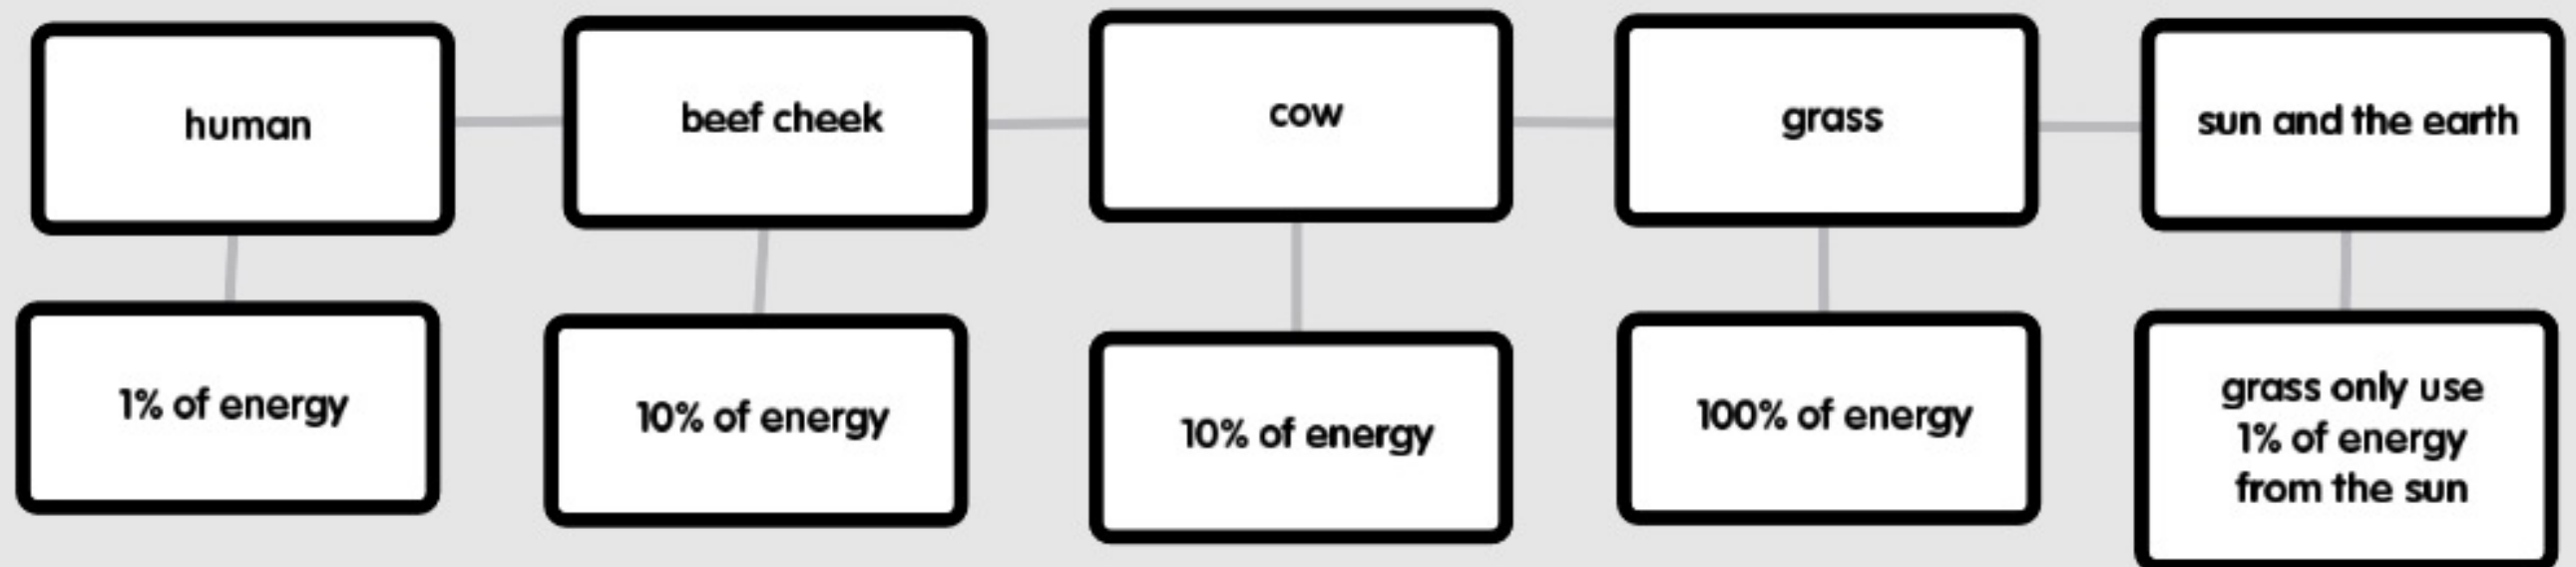 human
beef cheek
cow
grass
sun and the earth
1% of energy
10% of energy
10% of energy
100% of energy
grass only use
1% of energy
from the sun